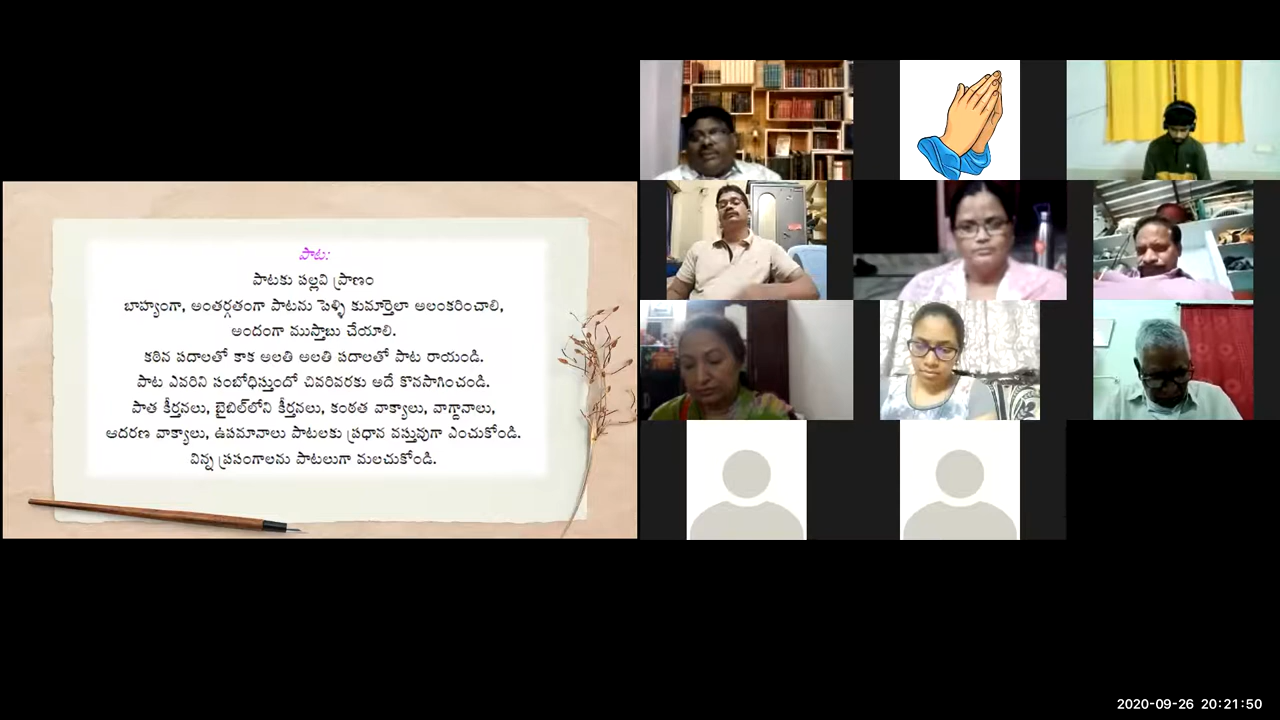 పాట:
పాటకు పల్లవి ప్రాణం
బాహ్యంగా, అంతర్గతంగా పాటను పెళ్ళి కుమార్తెలా అలంకరించాలి,
అందంగా ముస్తాబు చేయాలి.
కఠిన పదాలతో కాక అలతి అలతి పదాలతో పాట రాయండి.
పాట ఎవరిని సంబోధిస్తుందో చివరివరకు అదే కొనసాగించండి.
పాత కీర్తనలు, బైబిల్‌లోని కీర్తనలు, కంఠత వాక్యాలు, వాగ్దానాలు,
ఆదరణ వాక్యాలు, ఉపమానాలు పాటలకు ప్రధాన వస్తువుగా ఎంచుకోండి.
విన్న ప్రసంగాలను పాటలుగా మలచుకోండి.
2020-09-26 20:21:50